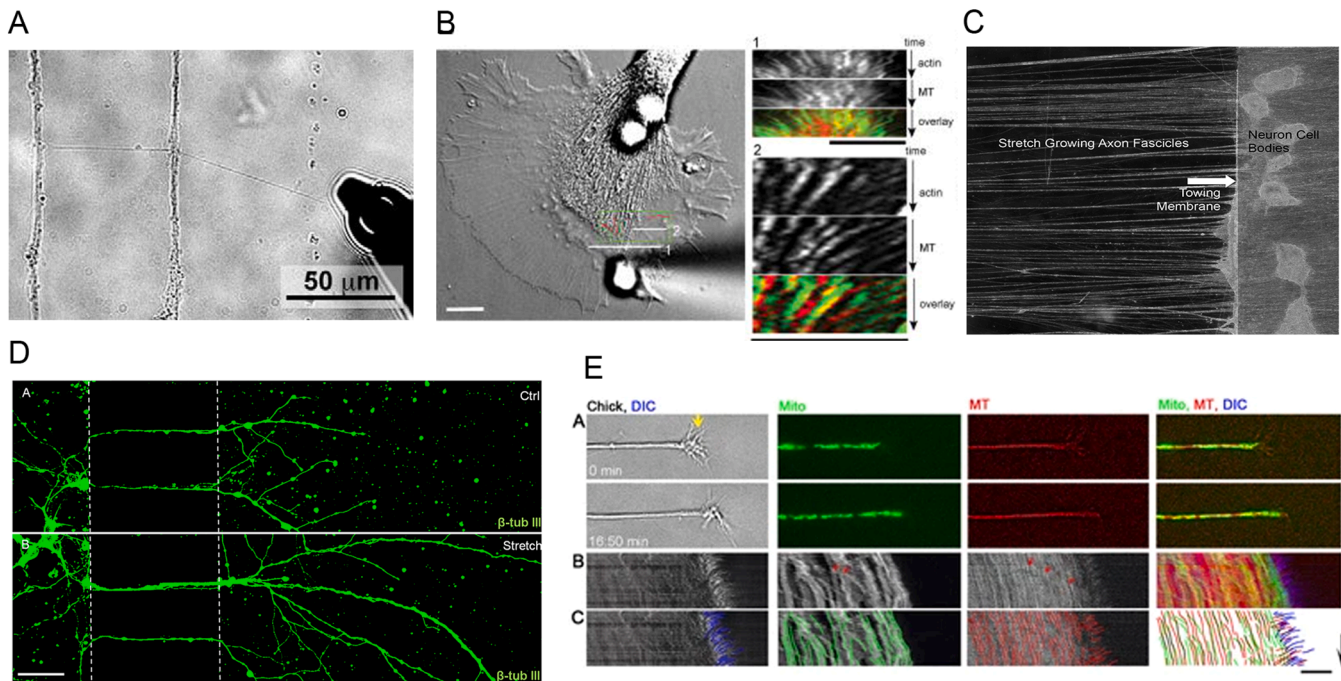 A
50 μm
B
1
2
1
time
actin
MT
overlay
2
time
actin
MT
overlay
C
Stretch Growing Axon Fascicles
Neuron Cell
Bodies
Towing
Membrane
D
A
Ctrl
β-tub III
B
Stretch
β-tub III
E
Chick, DIC
Mito
MT
Mito, MT, DIC
A
0 min
16:50 min
B
C